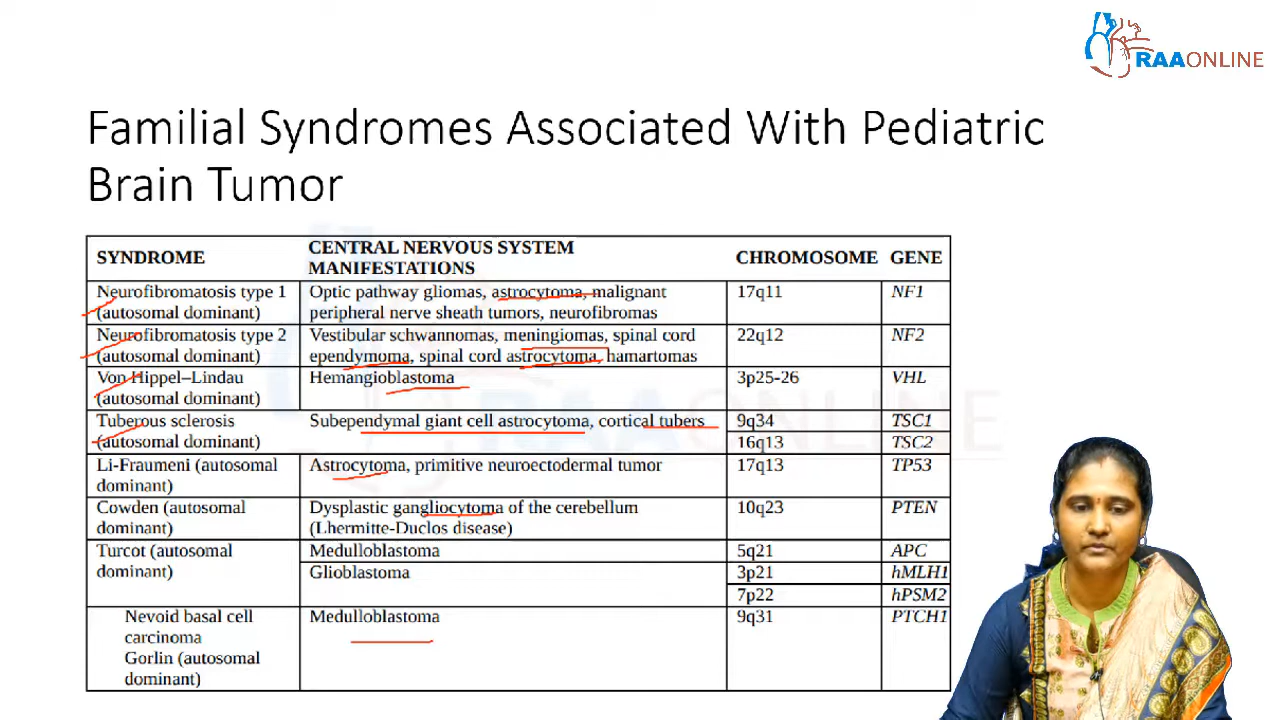 RAAONLINE
Familial Syndromes Associated With Pediatric
Brain Tumor
SYNDROME
CENTRAL NERVOUS SYSTEM
MANIFESTATIONS
CHROMOSOME
GENE
Neurofibromatosis type 1
(autosomal dominant)
Optic pathway gliomas, astrocytoma, malignant
peripheral nerve sheath tumors, neurofibromas
17q11
NF1
Neurofibromatosis type 2
(autosomal dominant)
Vestibular schwannomas, meningiomas, spinal cord
ependymoma, spinal cord astrocytoma, hamartomas
22q12
NF2
Von Hippel–Lindau
(autosomal dominant)
Hemangioblastoma
3p25-26
VHL
Tuberous sclerosis
(autosomal dominant)
Subependymal giant cell astrocytoma, cortical tubers
9q34
TSC1
16q13
TSC2
Li-Fraumeni (autosomal
dominant)
Astrocytoma, primitive neuroectodermal tumor
17q13
TP53
Cowden (autosomal
dominant)
Dysplastic gangliocytoma of the cerebellum
(Lhermitte-Duclos disease)
10q23
PTEN
Turcot (autosomal
dominant)
Medulloblastoma
5q21
APC
Glioblastoma
3p21
hMLH1
7p22
hPSM2
Nevoid basal cell
carcinoma
Gorlin (autosomal
dominant)
Medulloblastoma
9q31
PTCH1
RAAONLINE